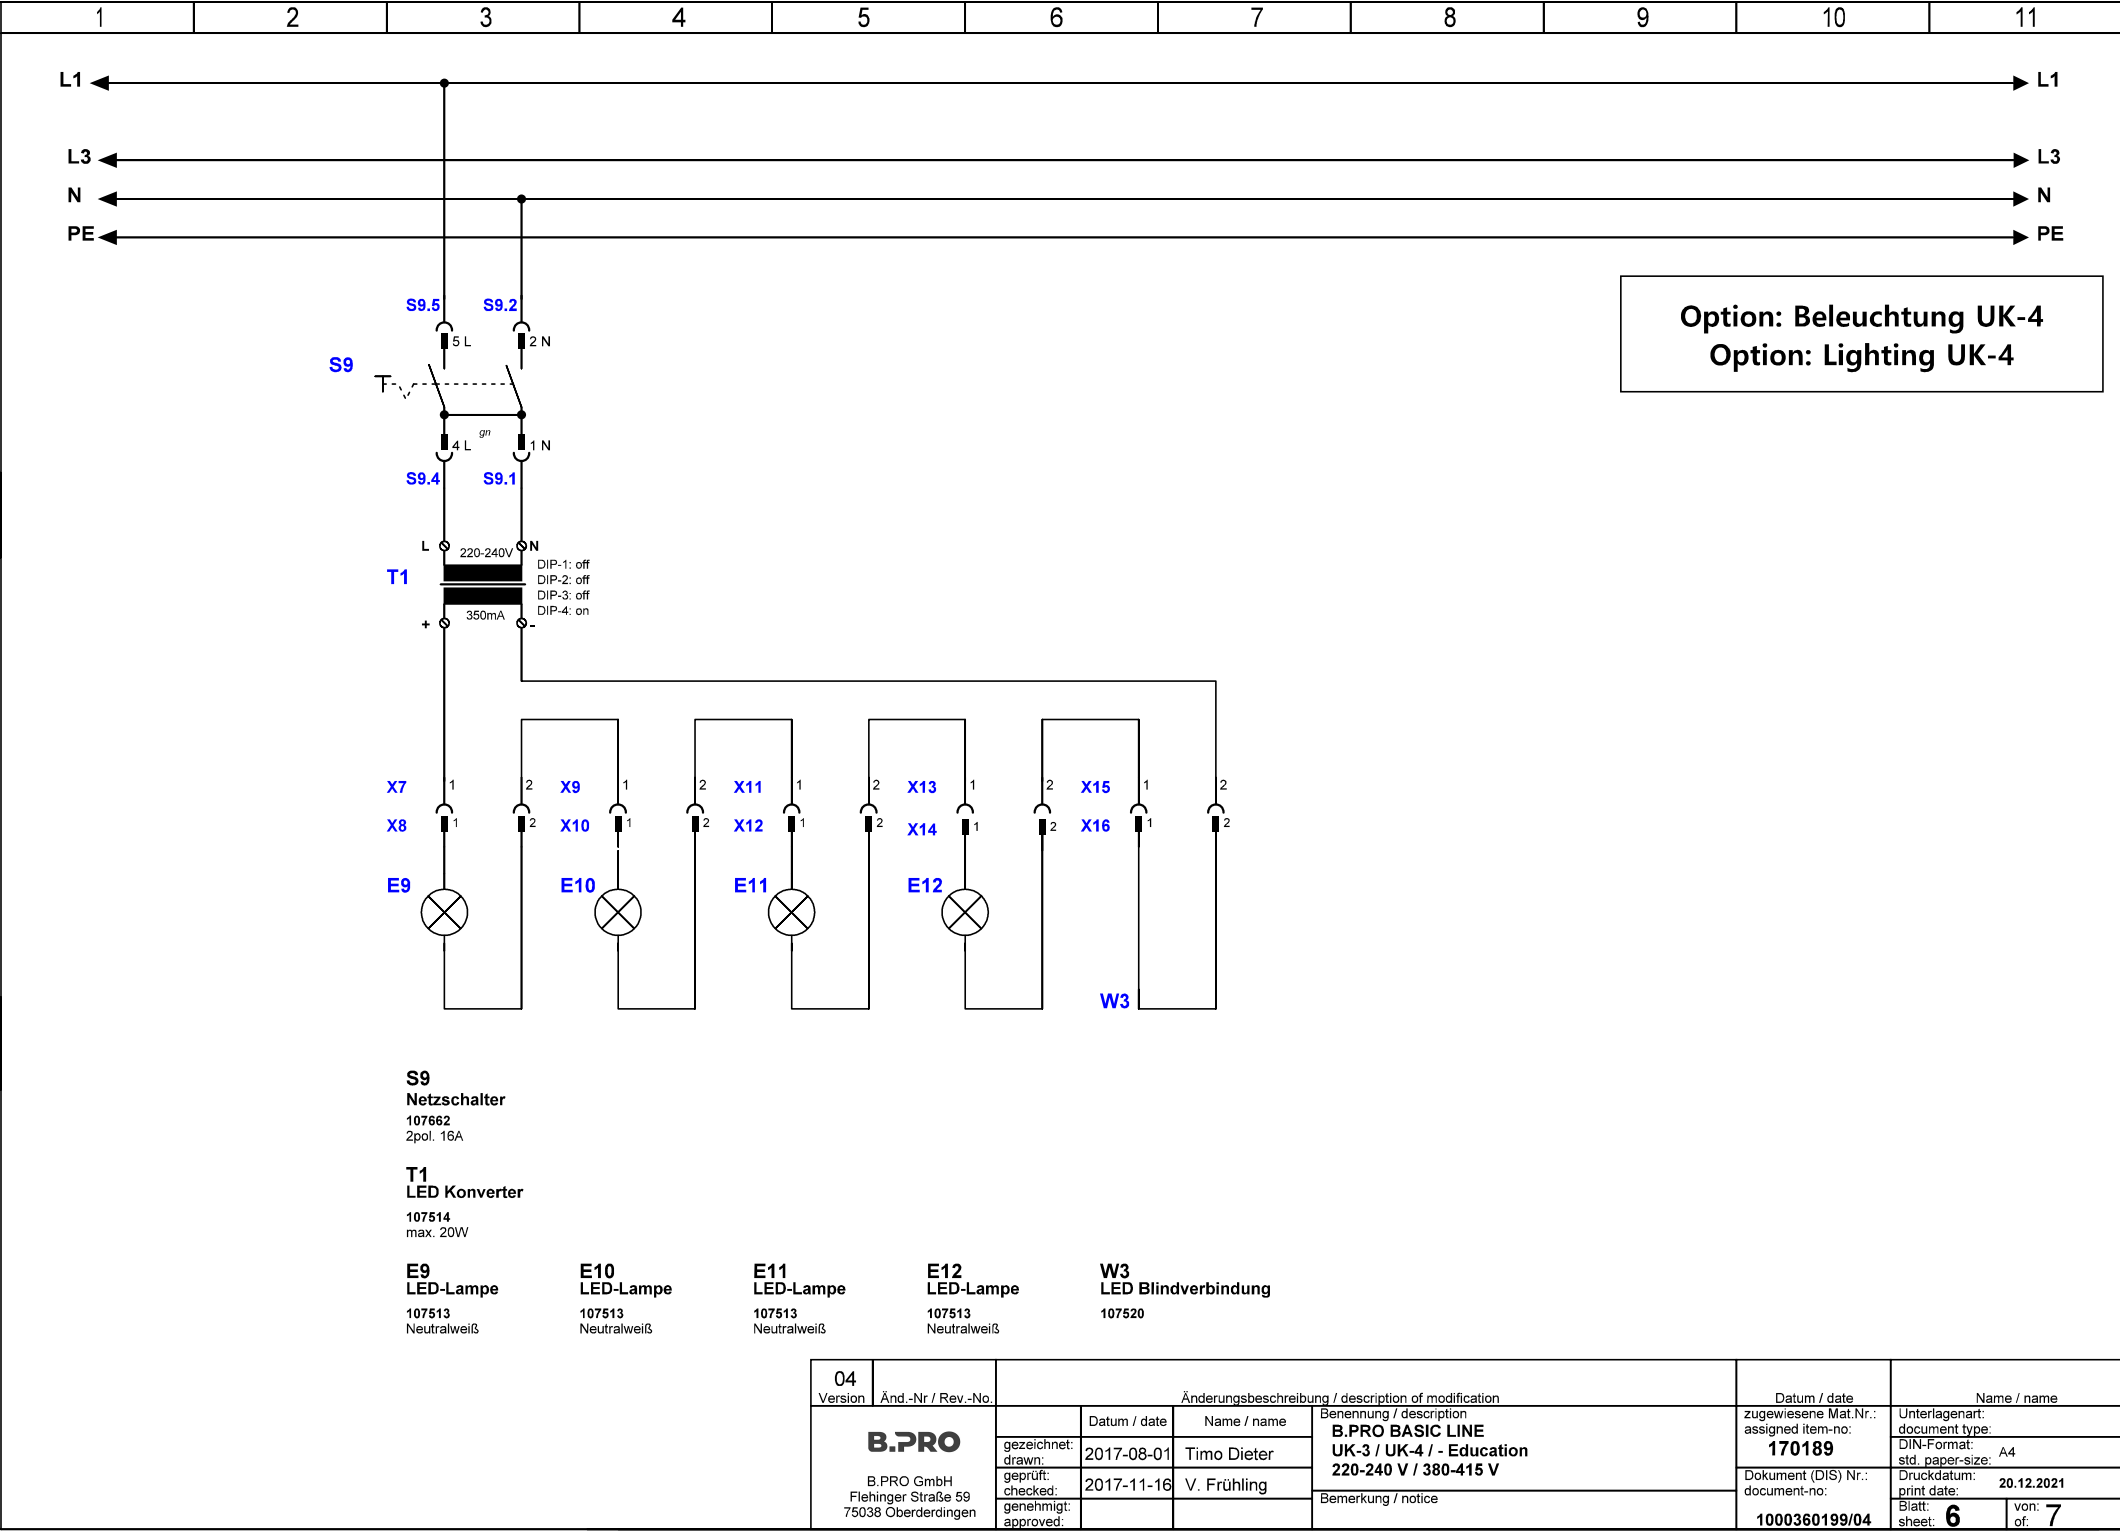 1 2 3 4 5 6 7 8 9 10 11
L1 L1
L3 L3
N N
PE PE
Option: Beleuchtung UK-4
Option: Lighting UK-4
S9.5 S9.2
5 L 2 N
S9
gn
4 L 1 N
S9.4 S9.1
L 220-240V N
T1
DIP-1: off
DIP-2: off
DIP-3: off
DIP-4: on
350mA
+ -
X7 1 2 X9 1 2 X11 1 2 X13 1 2 X15 1 2
X8 1 2 X10 1 2 X12 1 2 X14 1 2 X16 1 2
E9 E10 E11 E12
W3
S9
Netzschalter
107662
2pol. 16A
T1
LED Konverter
107514
max. 20W
E9 E10 E11 E12 W3
LED-Lampe LED-Lampe LED-Lampe LED-Lampe LED Blindverbindung
107513 107513 107513 107513 107520
Neutralweiß Neutralweiß Neutralweiß Neutralweiß
04
Version Änd.-Nr / Rev.-No. Änderungsbeschreibung / description of modification Datum / date Name / name
B.PRO
B.PRO GmbH
Flehinger Straße 59
75038 Oberderdingen
Datum / date Name / name
gezeichnet:
drawn: 2017-08-01 Timo Dieter
geprüft:
checked: 2017-11-16 V. Frühling
genehmigt:
approved:
Benennung / description
B.PRO BASIC LINE
UK-3 / UK-4 / - Education
220-240 V / 380-415 V
Bemerkung / notice
zugewiesene Mat.Nr.:
assigned item-no:
170189
Dokument (DIS) Nr.:
document-no:
1000360199/04
Unterlagenart:
document type:
DIN-Format:
std. paper-size: A4
Druckdatum:
print date: 20.12.2021
Blatt:
sheet: 6
von:
of: 7